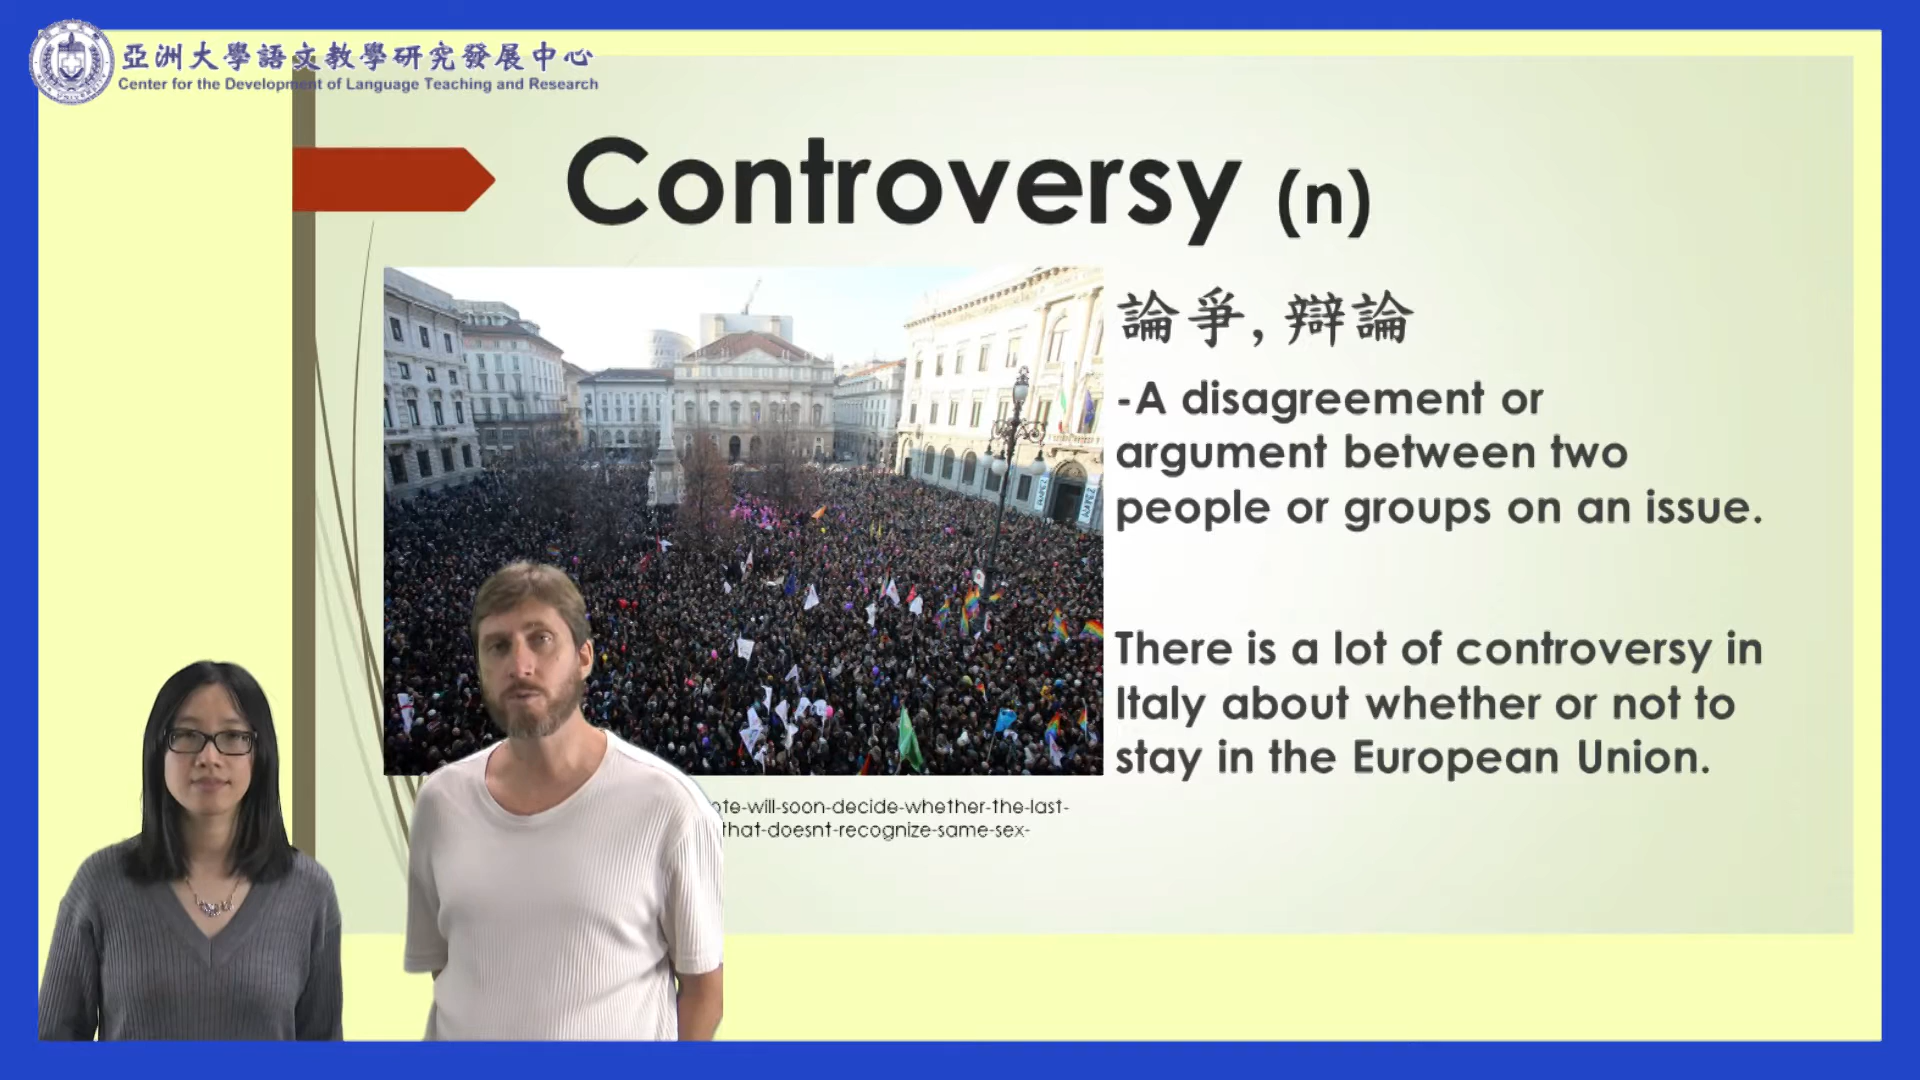 亞洲大學語文教學研究發展中心
Center for the Development of Language Teaching and Research
Controversy (n)
論爭, 辯論
-A disagreement or
argument between two
people or groups on an issue.
There is a lot of controversy in
Italy about whether or not to
stay in the European Union.
ote-will-soon-decide-whether-the-last-
that-doesnt-recognize-same-sex-